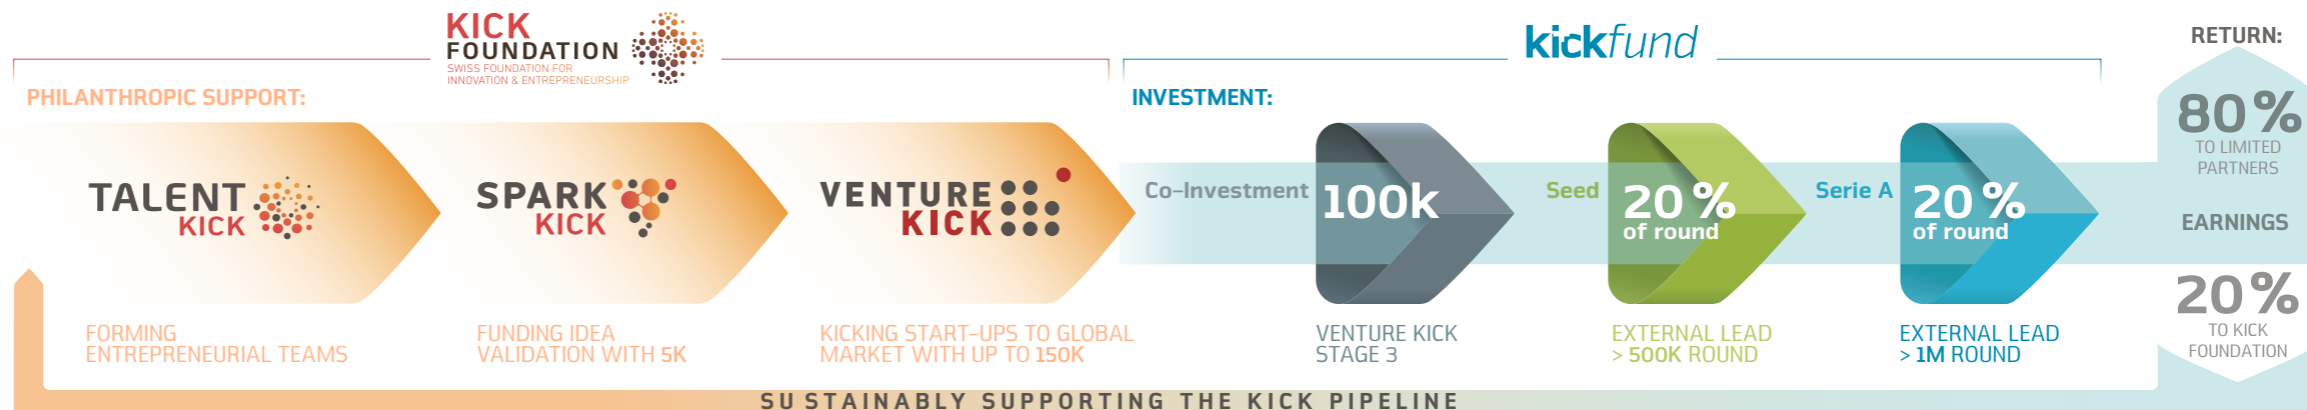 KICK
FOUNDATION
SWISS FOUNDATION FOR
INNOVATION & ENTREPRENEURSHIP
kickfund
PHILANTHROPIC SUPPORT:
INVESTMENT:
TALENT
KICK
FORMING
ENTREPRENEURIAL TEAMS
SPARK
KICK
FUNDING IDEA
VALIDATION WITH 5K
VENTURE
KICK
KICKING START-UPS TO GLOBAL
MARKET WITH UP TO 150K
Co-Investment
100k
VENTURE KICK
STAGE 3
Seed
20%
of round
EXTERNAL LEAD
> 500K ROUND
Serie A
20%
of round
EXTERNAL LEAD
> 1M ROUND
RETURN:
80%
TO LIMITED
PARTNERS
EARNINGS
20%
TO KICK
FOUNDATION
SUSTAINABLY SUPPORTING THE KICK PIPELINE